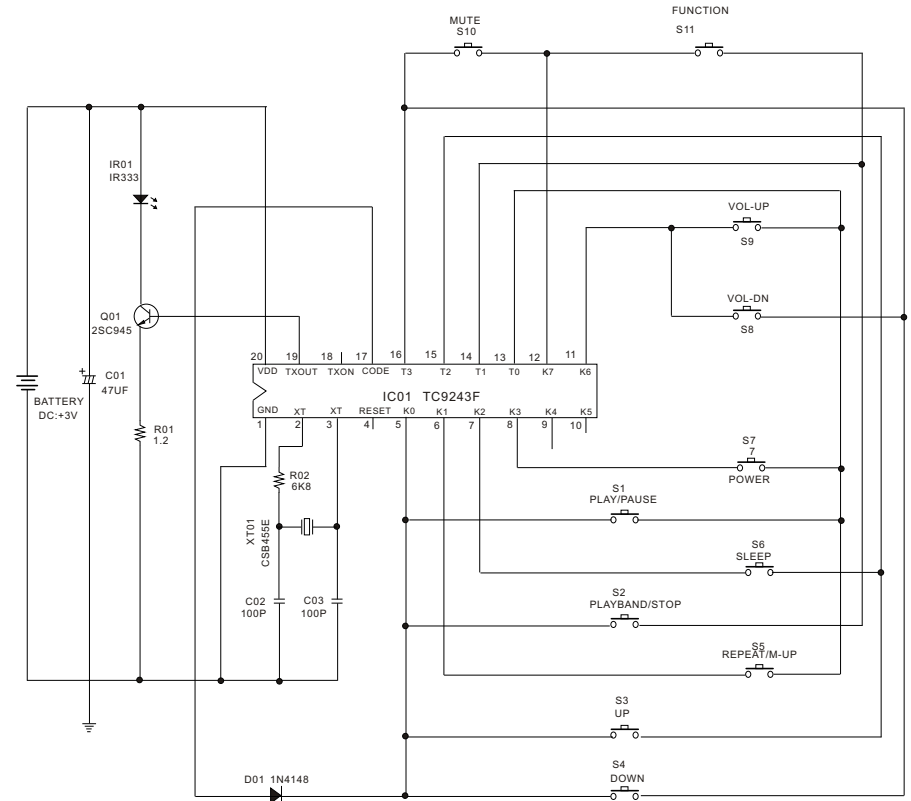 FUNCTION
MUTE
S10
S11
IR01
IR333
VOL-UP
S9
VOL-DN
S8
Q01
2SC945
+
C01
47UF
BATTERY
DC:+3V
R01
1.2
20 19 18 17 16 15 14 13 12 11
VDD TXOUT TXON CODE T3 T2 T1 T0 K7 K6
IC01 TC9243F
GND XT XT RESET K0 K1 K2 K3 K4 K5
1 2 3 4 5 6 7 8 9 10
R02
6K8
S7
7
POWER
S1
PLAY/PAUSE
XT01
CSB455E
S6
SLEEP
C02
100P
C03
100P
S2
PLAYBAND/STOP
S5
REPEAT/M-UP
S3
UP
S4
DOWN
D01 1N4148